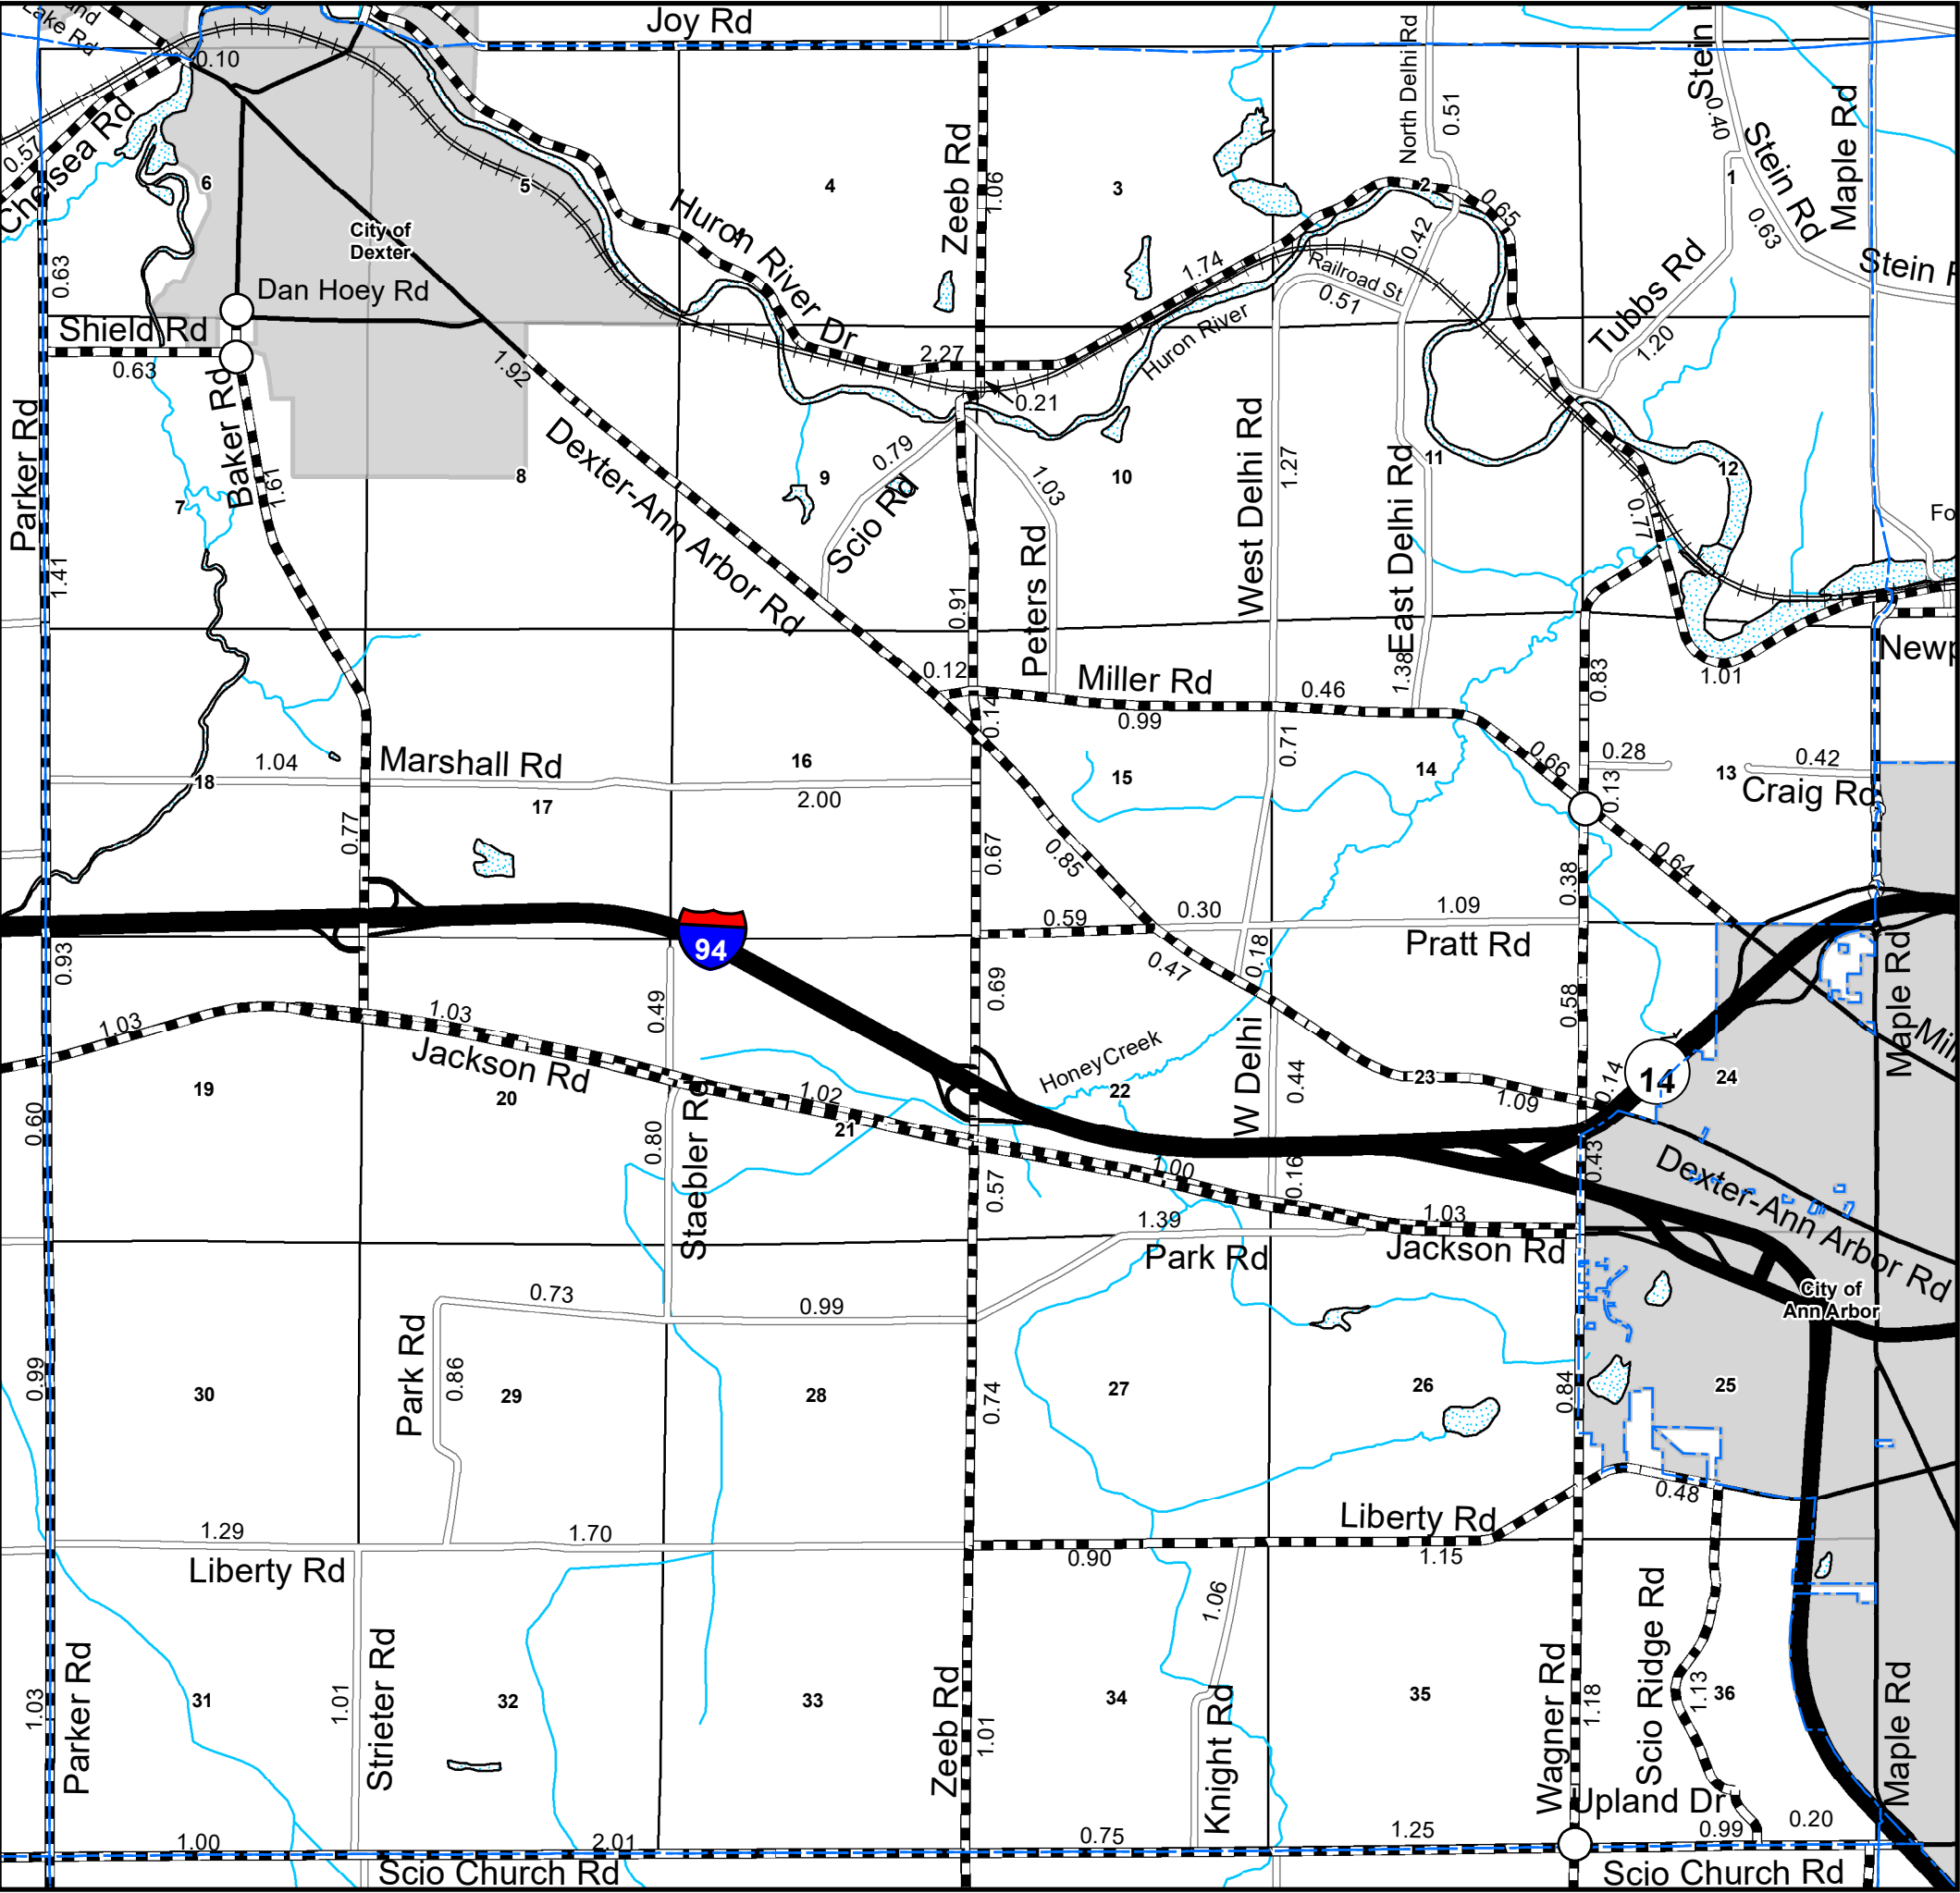 Joy Rd
Lake Rd
0.10
North Delhi Rd
0.51
Stein
0.40
Stein Rd
Maple Rd
0.57
Chelsea Rd
6
5
4
Zeeb Rd
1.06
3
2
0.65
1
0.63
City of
Dexter
Huron River Dr
0.42
0.63
1.74
Railroad St
0.51
Stein
Dan Hoey Rd
Tubbs Rd
1.20
Shield Rd
0.63
Huron River
1.92
2.27
0.21
Parker Rd
Baker Rd
1.61
Dexter-Ann Arbor Rd
0.79
1.03
West Delhi Rd
1.27
East Delhi Rd
11
12
7
8
9
Scio Rd
10
0.77
Fo
1.41
0.91
Peters Rd
Newp
0.12
Miller Rd
0.46
1.38
0.83
1.01
0.14
0.99
0.71
0.66
0.28
0.42
1.04
Marshall Rd
16
15
14
0.13
13
Craig Rd
18
17
2.00
0.77
0.67
0.85
0.38
0.64
0.59
0.30
1.09
94
Pratt Rd
0.93
0.47
0.18
Maple Rd
0.49
0.69
0.58
1.03
1.03
Jackson Rd
W Delhi
Honey Creek
Mil
19
20
1.02
22
0.44
23
1.09
0.14
14
24
0.60
0.80
21
Staebler Rd
1.00
0.57
0.16
0.43
Dexter-Ann Arbor Rd
1.39
1.03
Park Rd
Jackson Rd
0.73
0.99
City of
Ann Arbor
0.99
Park Rd
0.86
30
29
28
0.74
27
26
0.84
25
0.48
1.29
1.70
Liberty Rd
Liberty Rd
0.90
1.15
1.06
Parker Rd
1.03
31
1.01
Strieter Rd
32
33
Zeeb Rd
1.01
34
Knight Rd
35
Wagner Rd
1.18
Scio Ridge Rd
1.13
36
Maple Rd
Upland Dr
1.00
2.01
0.75
1.25
0.99
0.20
Scio Church Rd
Scio Church Rd